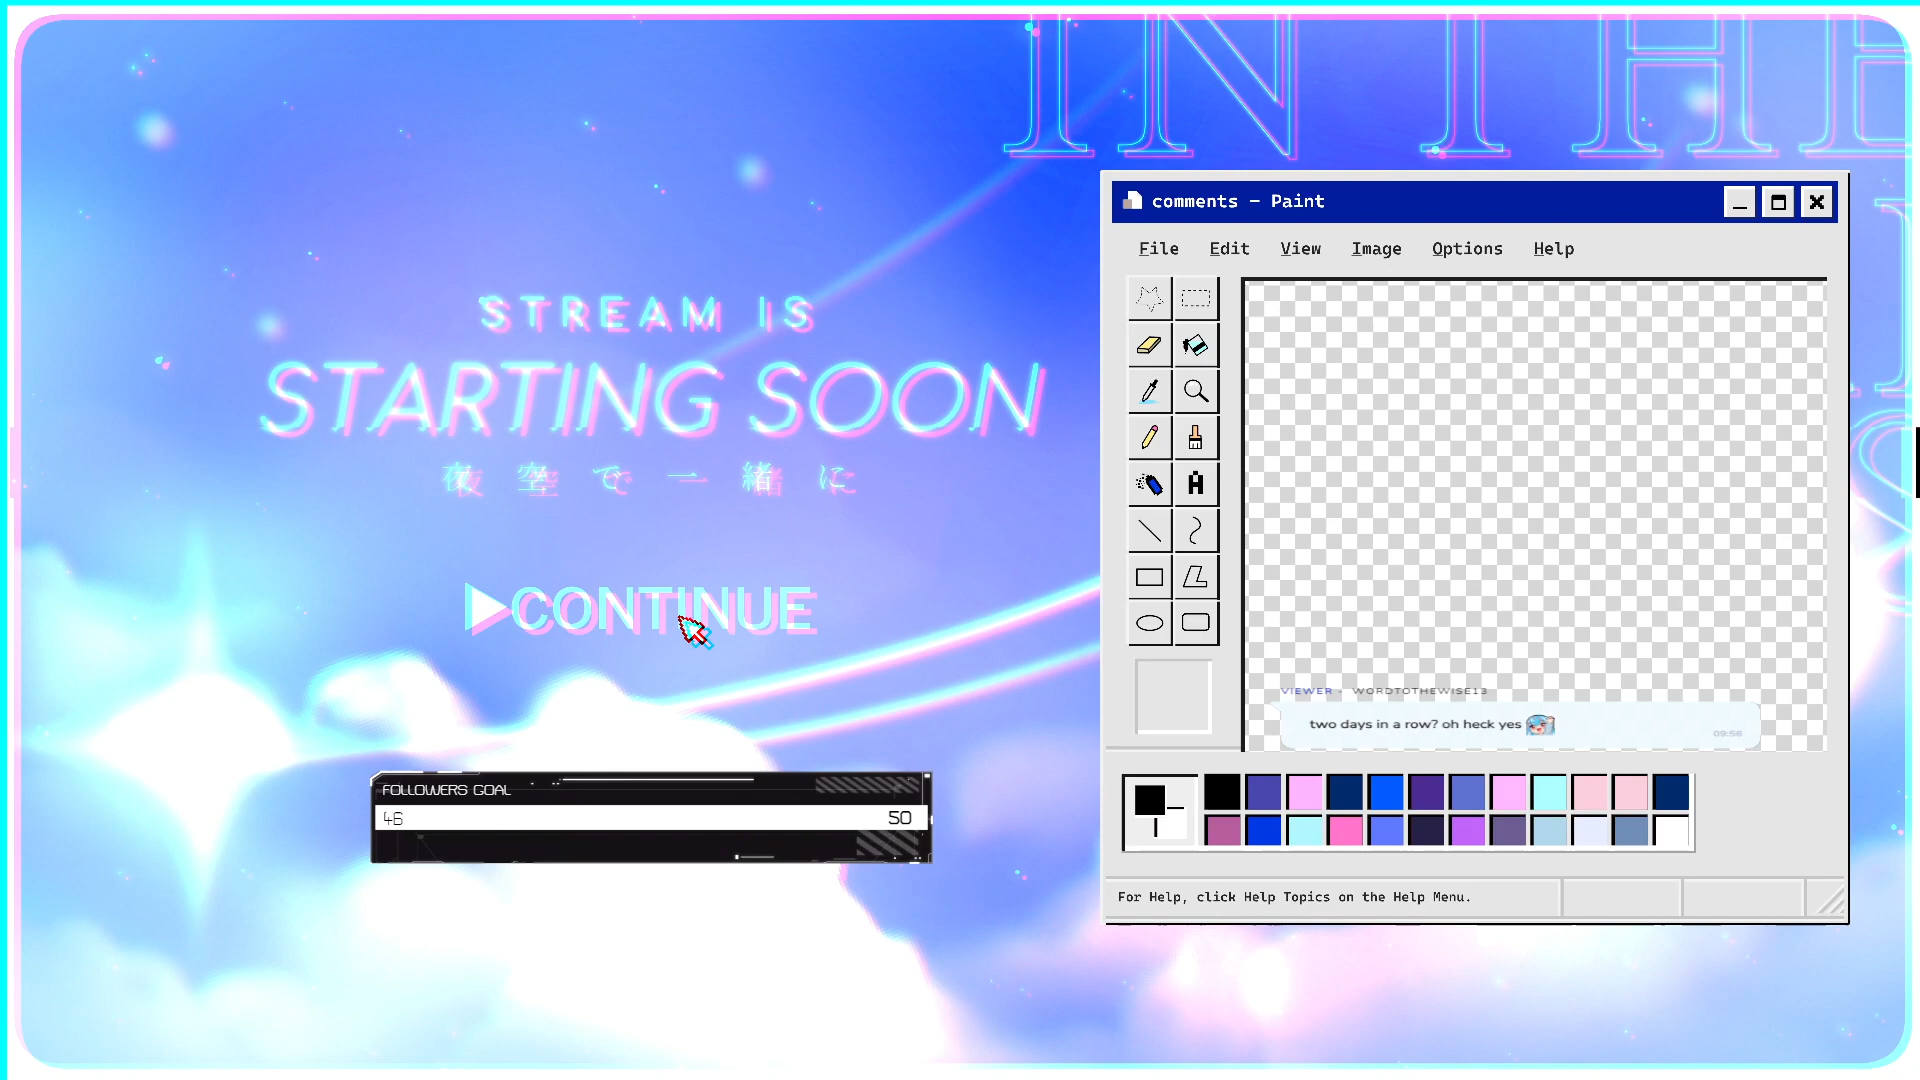 IN THE
STREAM IS
STARTING SOON
夜空で一緒に
▶CONTINUE
FOLLOWERS GOAL
46 50
comments - Paint
File Edit View Image Options Help
A
VIEWER - WORDTOTHEWISE13
two days in a row? oh heck yes
09:56
For Help, click Help Topics on the Help Menu.